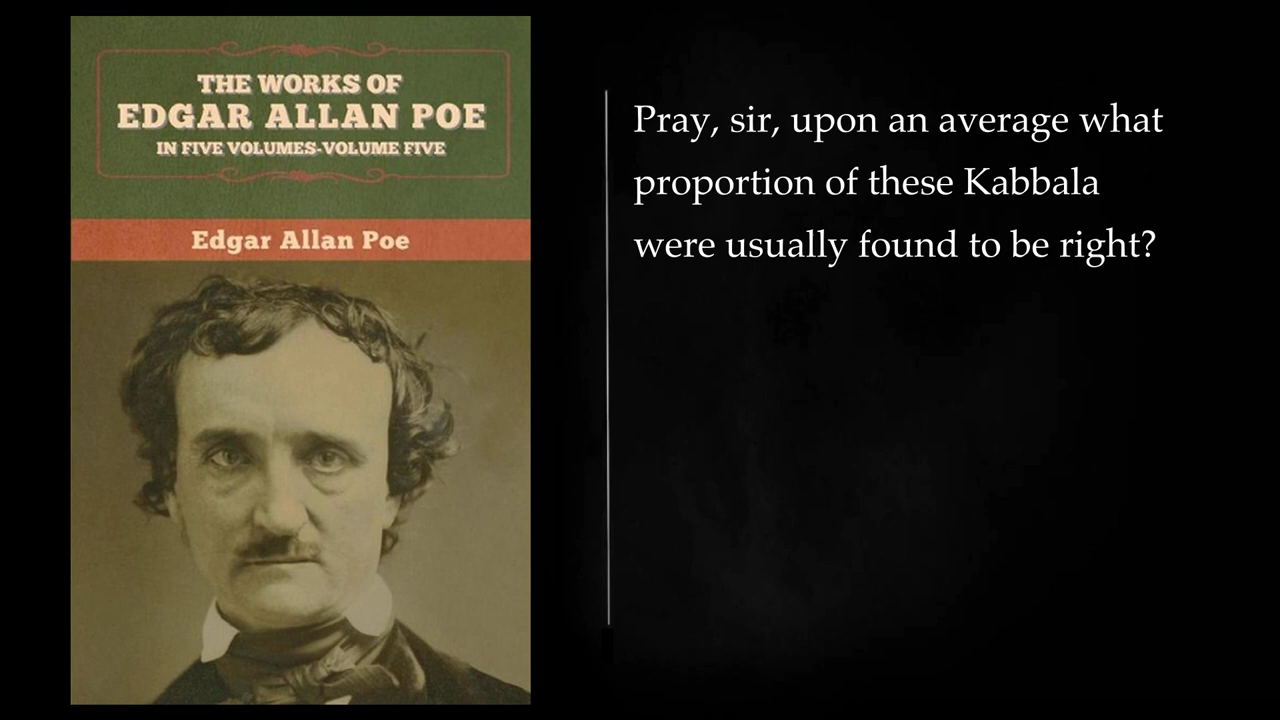 THE WORKS OF
EDGAR ALLAN POE
IN FIVE VOLUMES-VOLUME FIVE
Edgar Allan Poe
Pray, sir, upon an average what
proportion of these Kabbala
were usually found to be right?